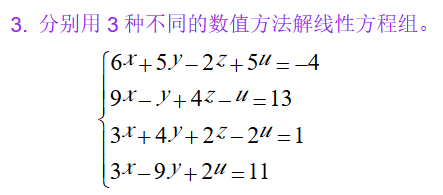 3. 分别用 3 种不同的数值方法解线性方程组。
6x+5y−2z+5u=−4
9x−y+4z−u=13
3x+4y+2z−2u=1
3x−9y+2u=11